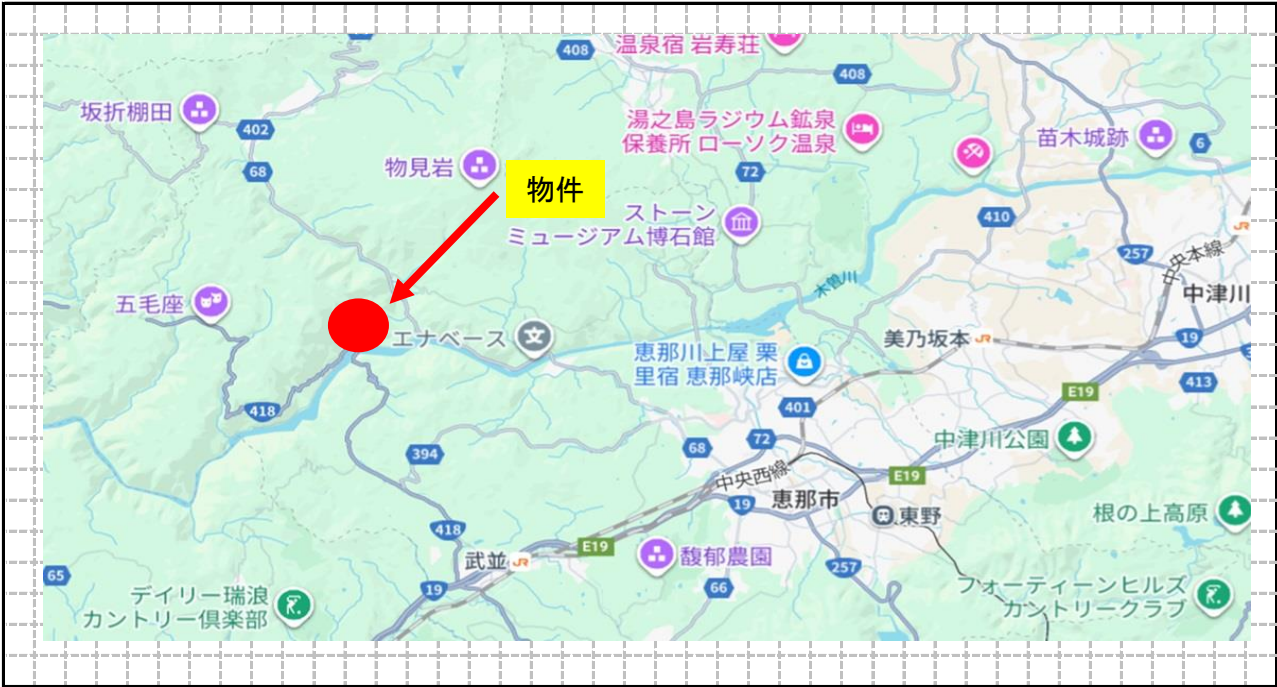 408
温泉宿 岩寿荘
408
坂折棚田
402
湯之島ラジウム鉱泉
保養所 ローソク温泉
苗木城跡
6
物見岩
68
72
物件
ストーン
ミュージアム博石館
410
257
中央本線
木曽川
中津川
五毛座
エナベース
美乃坂本
19
恵那川上屋 栗
里宿 恵那峡店
413
E19
401
418
72
中津川公園
68
394
中央西線
E19
19
恵那市
東野
根の上高原
418
武並
E19
馥郁農園
257
65
19
66
デイリー瑞浪
カントリー倶楽部
フォーティーンヒルズ
カントリークラブ